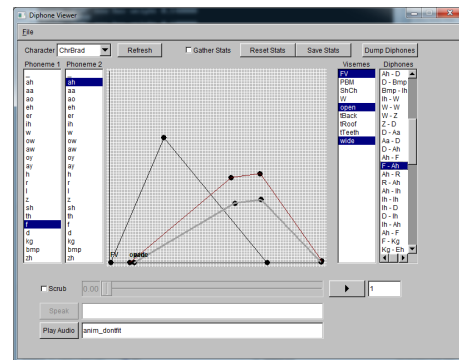 Diphone Viewer
File
Character ChrBrad Refresh Gather Stats Reset Stats Save Stats Dump Diphones
Phoneme 1 Phoneme 2 Visemes Diphones
_ _ FV Ah - D
ah ah PBM D - Bmp
aa aa ShCh Bmp - Ih
ao ao W Ih - W
eh eh open W - W
er er tBack W - Z
ih ih tRoof Z - D
w w tTeeth D - Aa
ow ow wide Aa - D
aw aw D - Ah
oy oy Ah - F
ay ay F - Ah
h h Ah - R
r r R - Ah
l l Ah - Ih
z z Ih - Ih
sh sh Ih - D
th th D - Ih
f f Ih - Ah
d d Ah - F
kg kg F - Kg
bmp bmp Kg - Eh
zh zh
FV
Scrub 0.00 1
Speak
Play Audio anim_dontfit